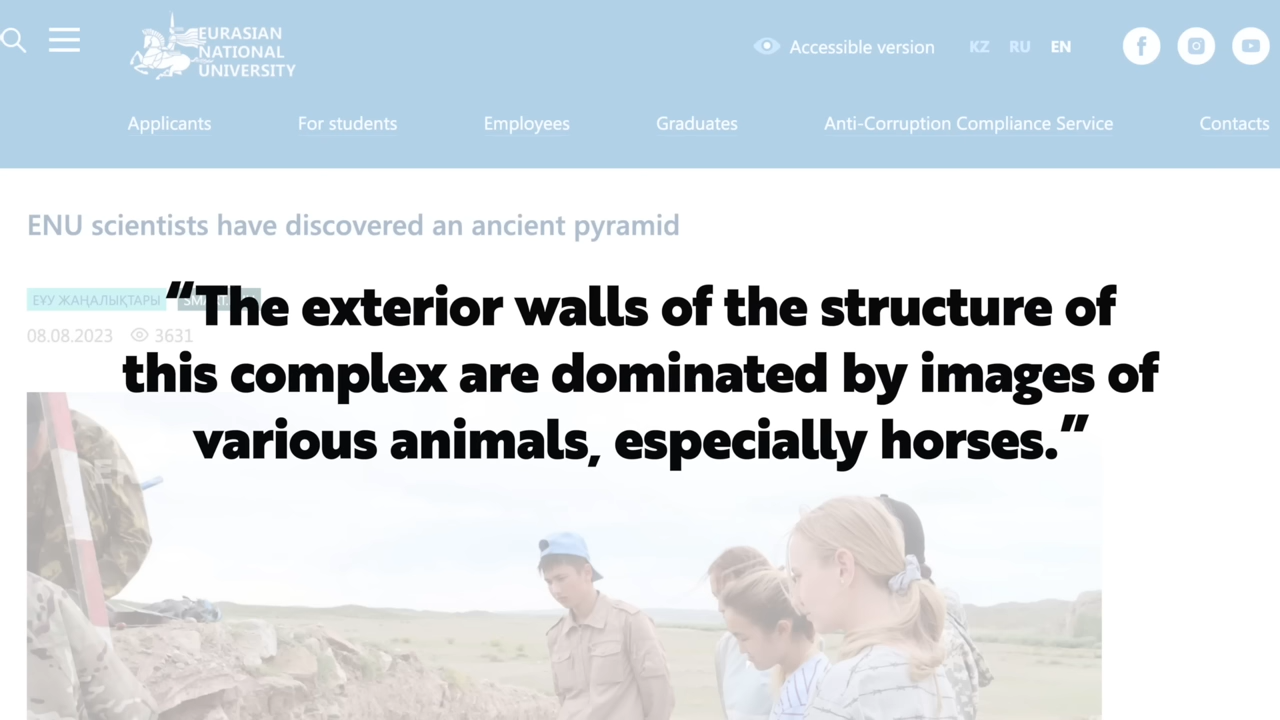 EURASIAN
NATIONAL
UNIVERSITY
Accessible version
KZ RU EN
Applicants For students Employees Graduates Anti-Corruption Compliance Service Contacts
ENU scientists have discovered an ancient pyramid
ЕҰУ ЖАҢАЛЫҚТАРЫ
08.08.2023 3631
“The exterior walls of the structure of
this complex are dominated by images of
various animals, especially horses.”